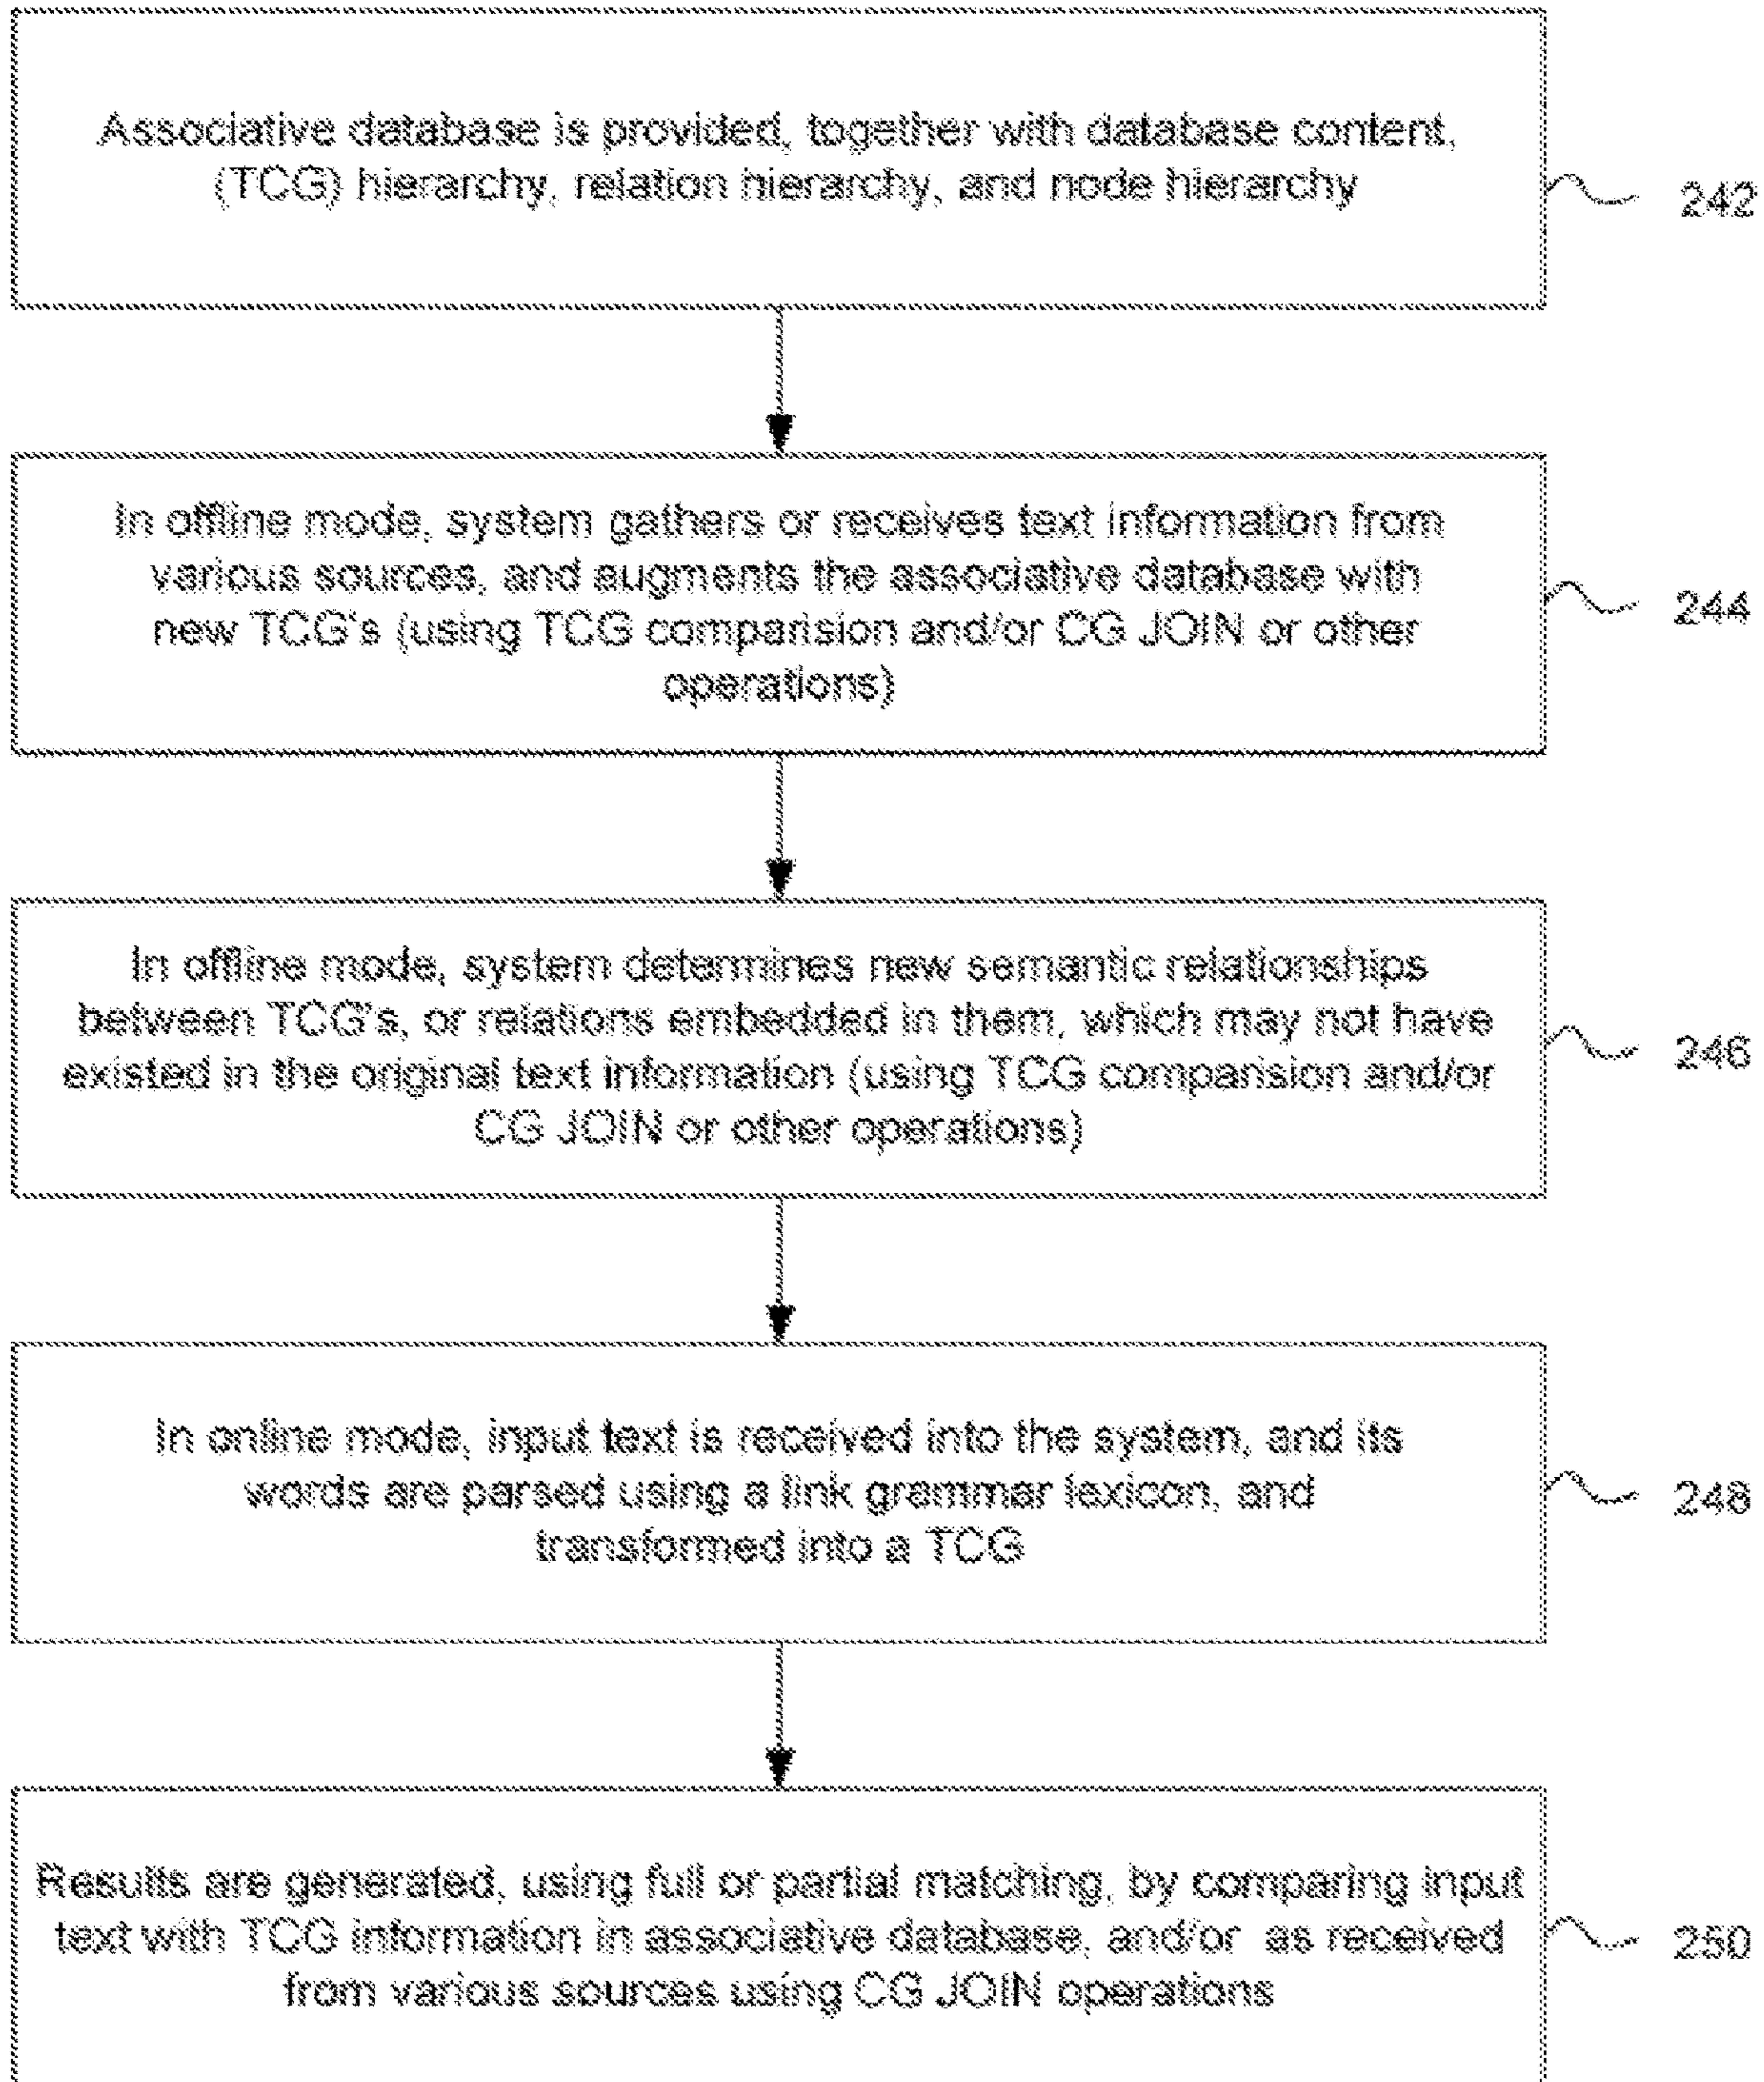 Associative database is provided, together with database content,
(TCG) hierarchy, relation hierarchy, and node hierarchy
242
In offline mode, system gathers or receives text information from
various sources, and augments the associative database with
new TCG's (using TCG comparision and/or CG JOIN or other
operations)
244
In offline mode, system determines new semantic relationships
between TCG's, or relations embedded in them, which may not have
existed in the original text information (using TCG comparision and/or
CG JOIN or other operations)
246
In online mode, input text is received into the system, and its
words are parsed using a link grammar lexicon, and
transformed into a TCG
248
Results are generated, using full or partial matching, by comparing input
text with TCG information in associative database, and/or as received
from various sources using CG JOIN operations
250